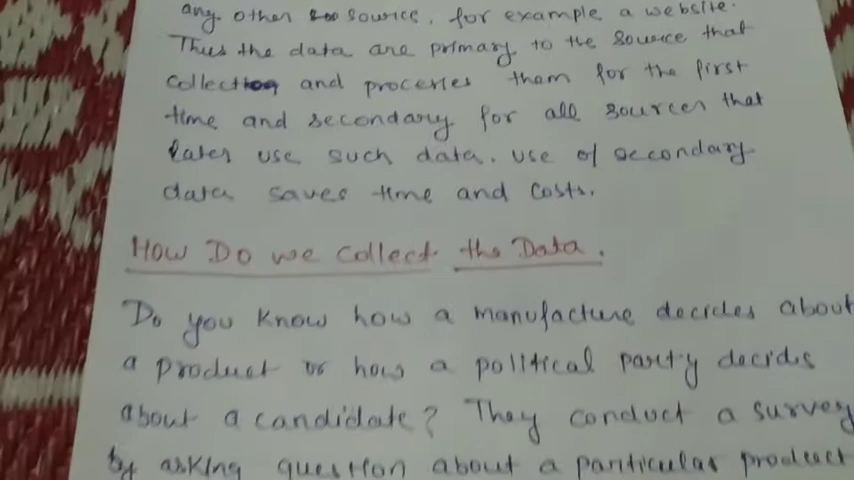 any other source. for example a website.
Thus the data are primary to the source that
collection and proceries them for the first
time and secondary for all sources that
later use such data. use of secondary
data saves time and costs.
How Do we collect the Data.
Do you know how a manufacture decides about
a product or how a political party decides
about a candidate? They conduct a survey
by asking question about a particular product